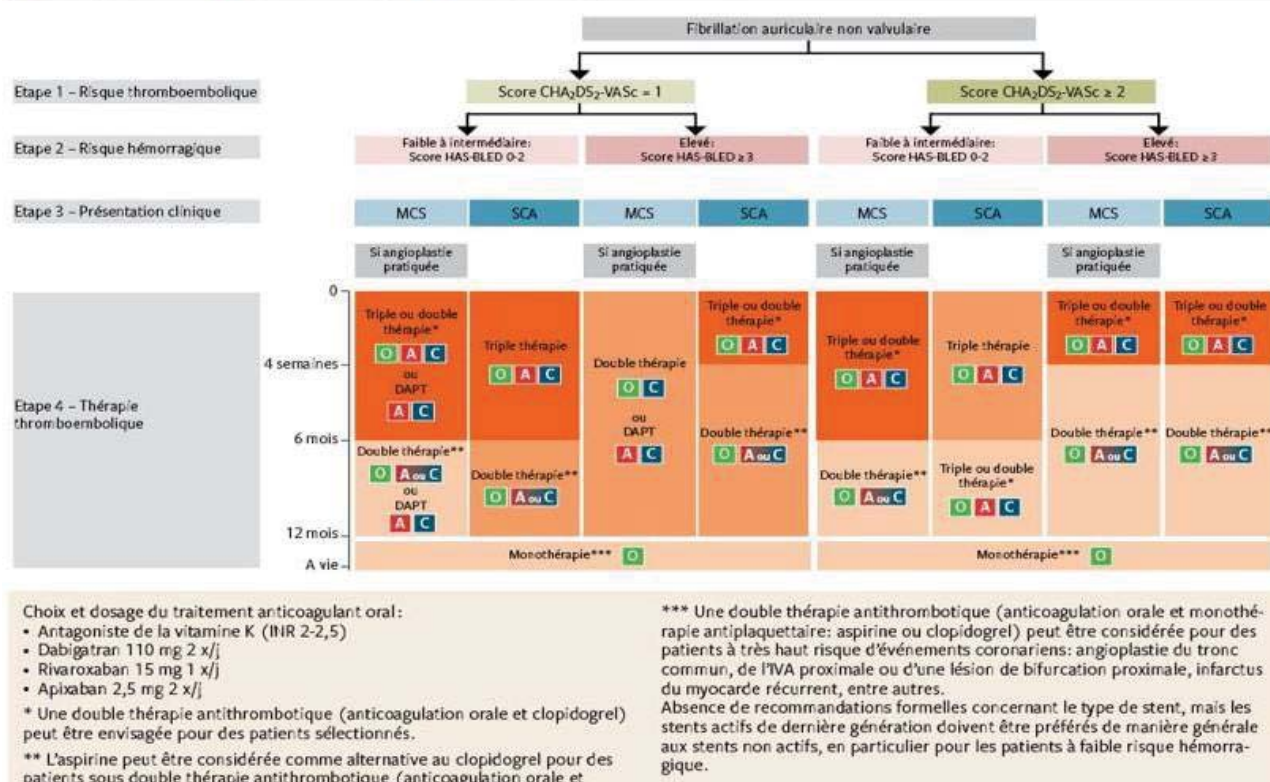 Fibrillation auriculaire non valvulaire
Etape 1 – Risque thromboembolique
Score CHA₂DS₂-VASc = 1
Score CHA₂DS₂-VASc ≥ 2
Etape 2 – Risque hémorragique
Faible à intermédiaire:
Score HAS-BLED 0-2
Elevé:
Score HAS-BLED ≥ 3
Faible à intermédiaire:
Score HAS-BLED 0-2
Elevé:
Score HAS-BLED ≥ 3
Etape 3 – Présentation clinique
MCS
SCA
MCS
SCA
MCS
SCA
MCS
SCA
Si angioplastie
pratiquée
Si angioplastie
pratiquée
Si angioplastie
pratiquée
Si angioplastie
pratiquée
Etape 4 – Thérapie
thromboembolique
0
4 semaines
6 mois
12 mois
A vie
Triple ou double
thérapie*
O A C
ou
DAPT
A C
Double thérapie**
O A ou C
ou
DAPT
A C
Triple thérapie
O A C
Double thérapie**
O A ou C
Double thérapie
O C
ou
DAPT
A C
Triple ou double
thérapie*
O A C
Double thérapie**
O A ou C
Triple ou double
thérapie*
O A C
Double thérapie**
O A ou C
Triple thérapie
O A C
Triple ou double
thérapie*
O A C
Triple ou double
thérapie*
O A C
Double thérapie**
O A ou C
Triple ou double
thérapie*
O A C
Double thérapie**
O A ou C
Monothérapie*** O
Monothérapie*** O
Choix et dosage du traitement anticoagulant oral:
• Antagoniste de la vitamine K (INR 2-2,5)
• Dabigatran 110 mg 2 x/j
• Rivaroxaban 15 mg 1 x/j
• Apixaban 2,5 mg 2 x/j
* Une double thérapie antithrombotique (anticoagulation orale et clopidogrel)
peut être envisagée pour des patients sélectionnés.
** L'aspirine peut être considérée comme alternative au clopidogrel pour des
patients sous double thérapie antithrombotique (anticoagulation orale et
*** Une double thérapie antithrombotique (anticoagulation orale et monothé-
rapie antiplaquettaire: aspirine ou clopidogrel) peut être considérée pour des
patients à très haut risque d'événements coronariens: angioplastie du tronc
commun, de l'IVA proximale ou d'une lésion de bifurcation proximale, infarctus
du myocarde récurrent, entre autres.
Absence de recommandations formelles concernant le type de stent, mais les
stents actifs de dernière génération doivent être préférés de manière générale
aux stents non actifs, en particulier pour les patients à faible risque hémorra-
gique.